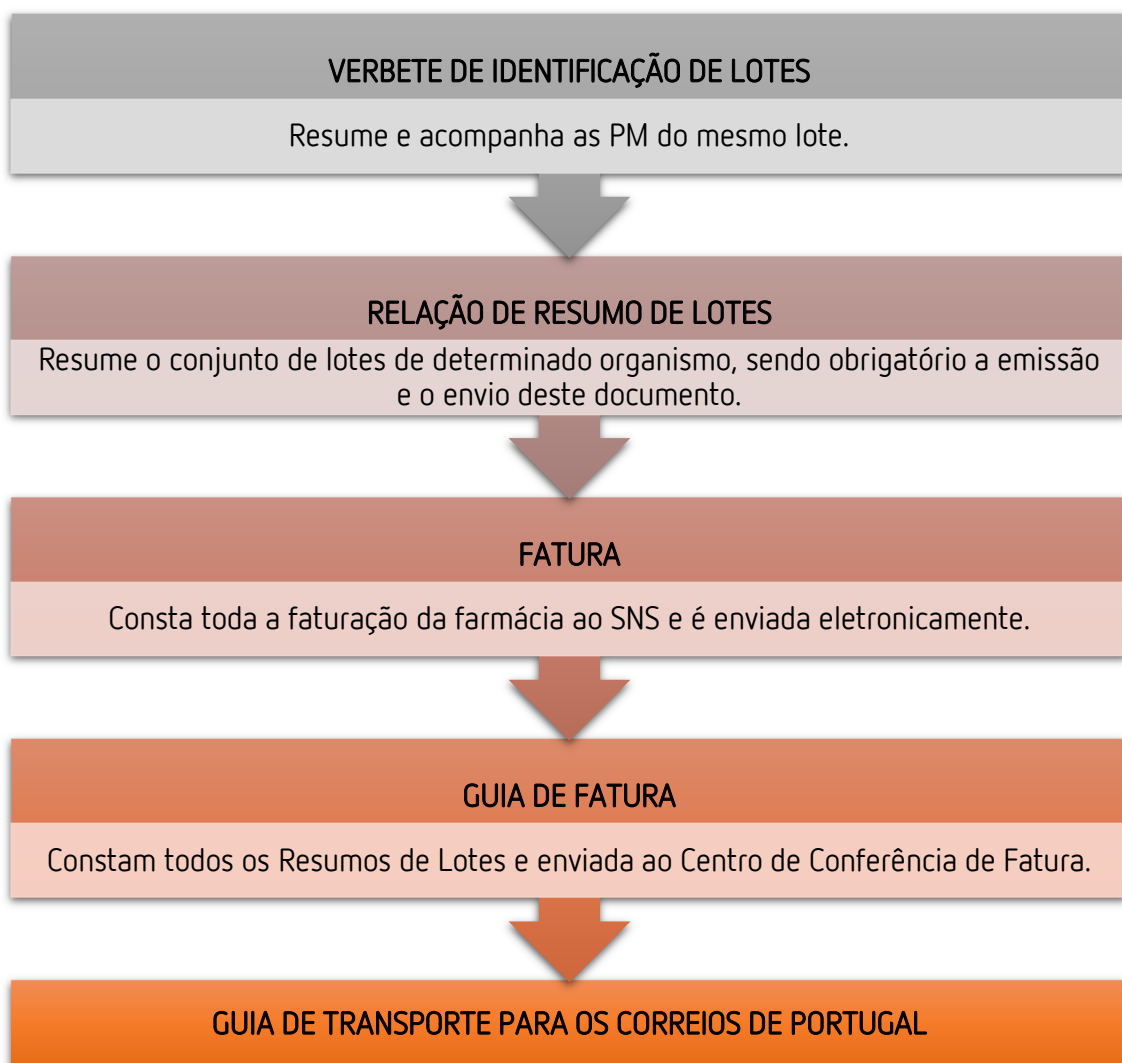 VERBETE DE IDENTIFICAÇÃO DE LOTES
Resume e acompanha as PM do mesmo lote.
RELAÇÃO DE RESUMO DE LOTES
Resume o conjunto de lotes de determinado organismo, sendo obrigatório a emissão
e o envio deste documento.
FATURA
Consta toda a faturação da farmácia ao SNS e é enviada eletronicamente.
GUIA DE FATURA
Constam todos os Resumos de Lotes e enviada ao Centro de Conferência de Fatura.
GUIA DE TRANSPORTE PARA OS CORREIOS DE PORTUGAL